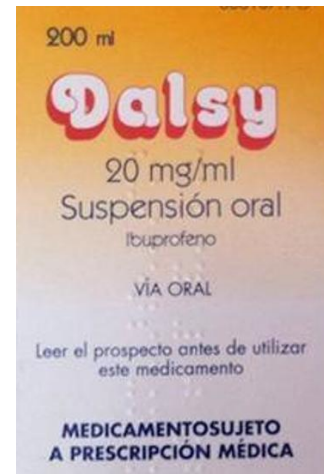 200 ml
Dalsy
20 mg/ml
Suspensión oral
Ibuprofeno
VÍA ORAL
Leer el prospecto antes de utilizar
este medicamento
MEDICAMENTOSUJETO
A PRESCRIPCIÓN MÉDICA